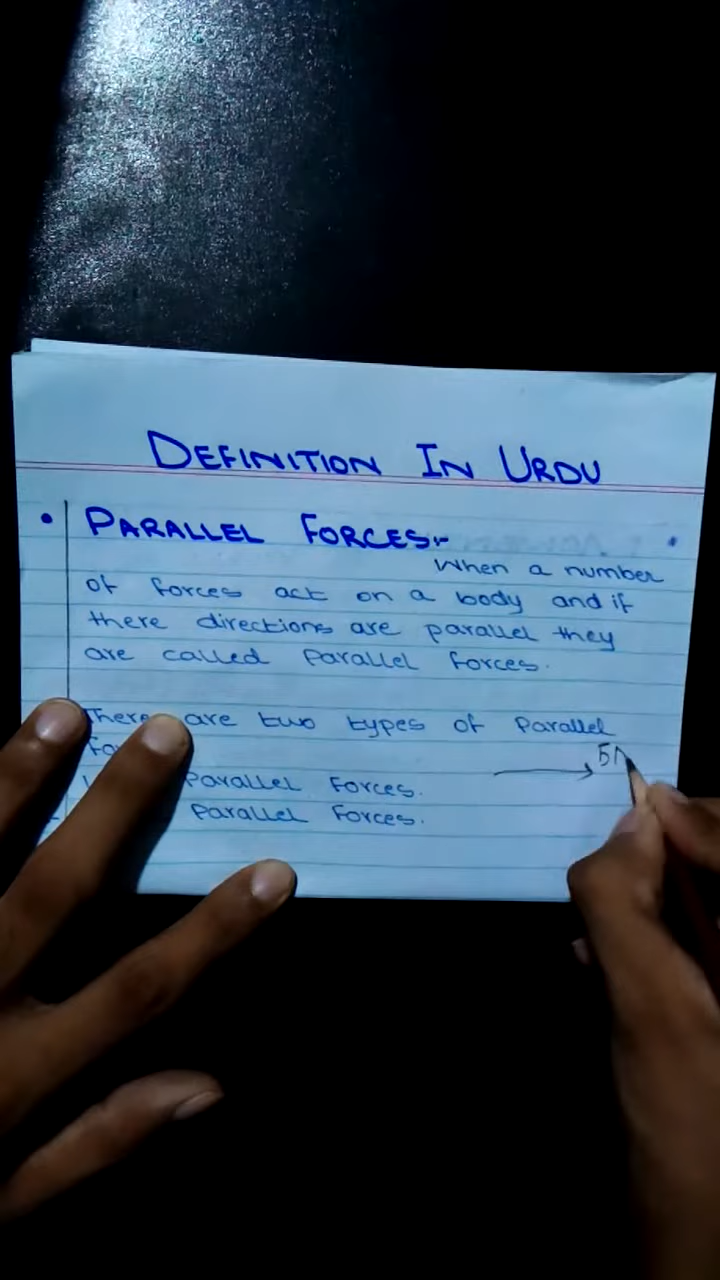 DEFINITION IN URDU
• PARALLEL FORCES:-
When a number
of forces act on a body and if
there directions are parallel they
are called Parallel forces.
There are two types of Parallel
Parallel Forces.
Parallel Forces.